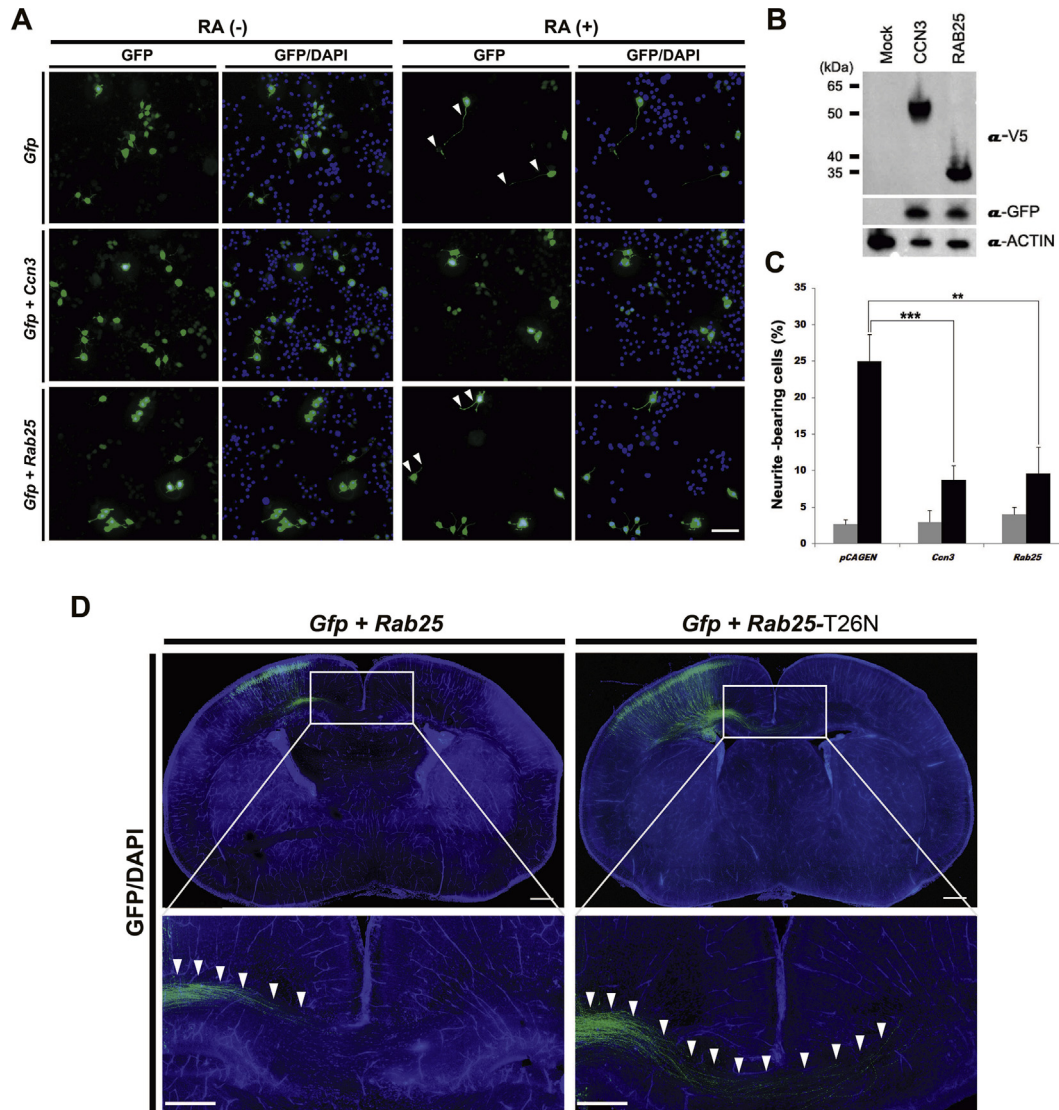 A
RA (-)
RA (+)
GFP
GFP/DAPI
GFP
GFP/DAPI
Gfp
Gfp + Ccn3
Gfp + Rab25
B
Mock
CCN3
RAB25
(kDa)
65
50
40
35
α-V5
α-GFP
α-ACTIN
C
Neurite -bearing cells (%)
35
30
25
20
15
10
5
0
***
**
pCAGEN
Ccn3
Rab25
D
Gfp + Rab25
Gfp + Rab25-T26N
GFP/DAPI